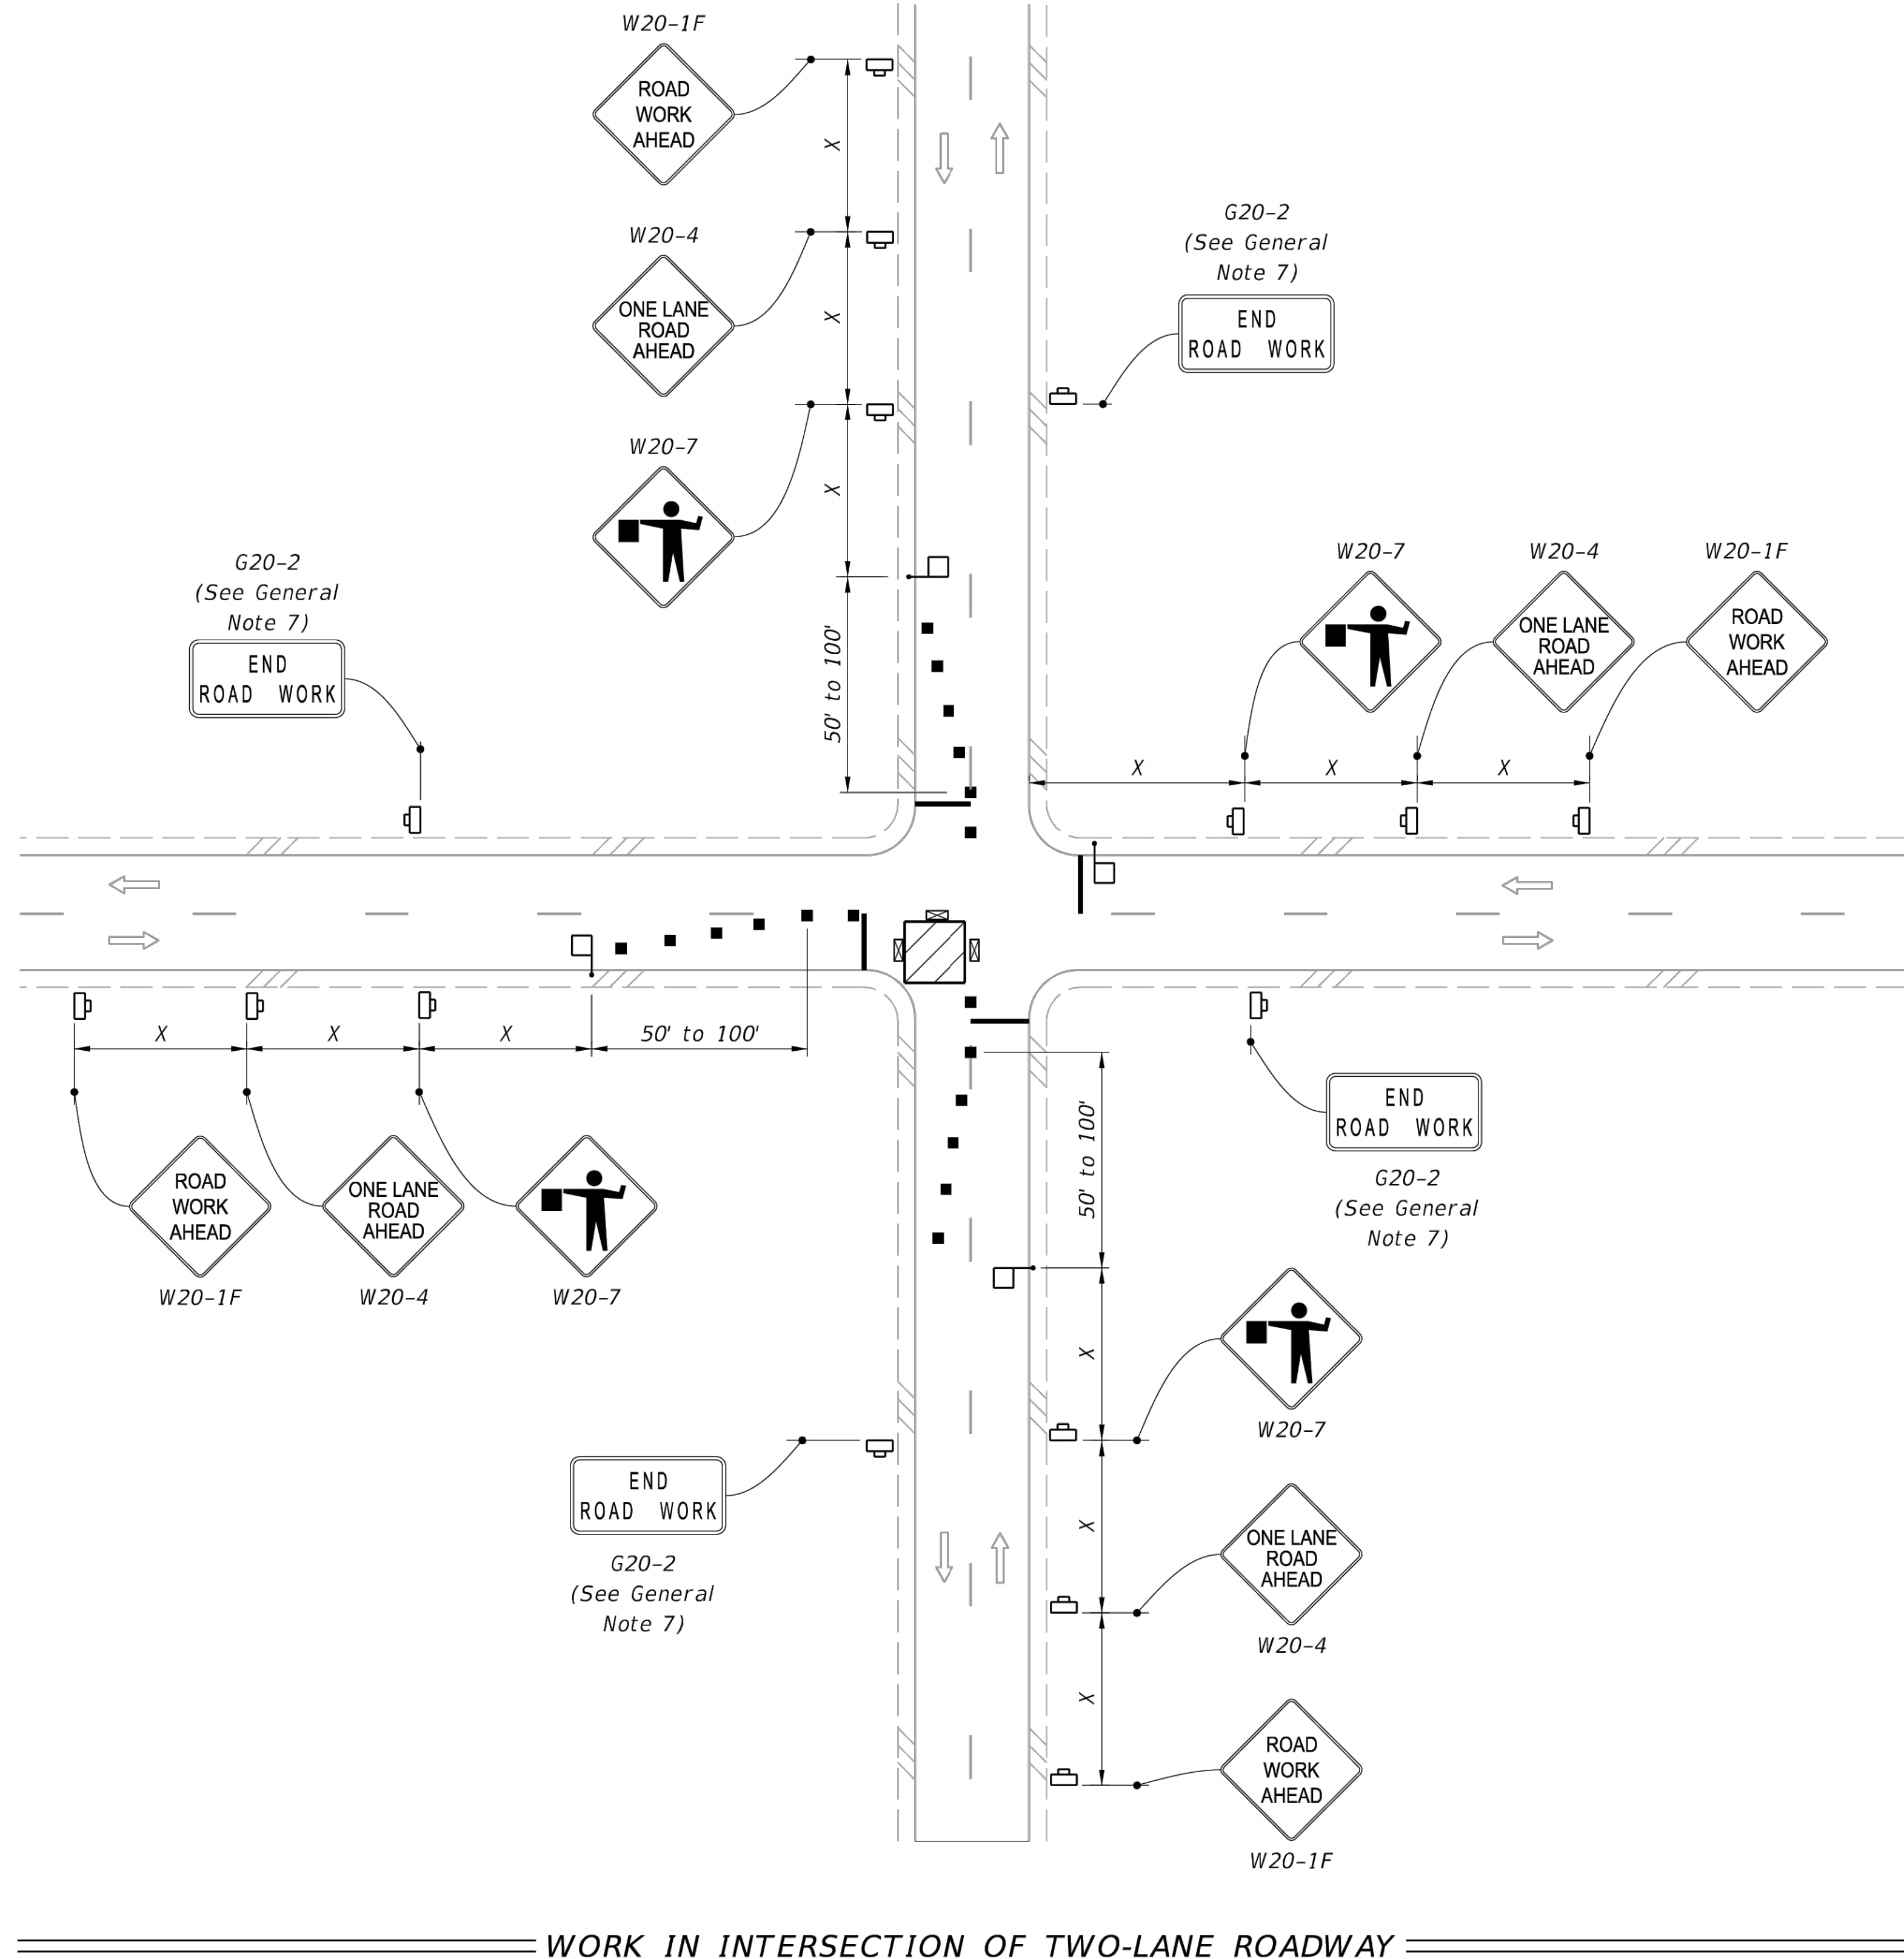 W20-1F
ROAD
WORK
AHEAD
X
W20-4
ONE LANE
ROAD
AHEAD
X
W20-7
X
50' to 100'
G20-2
(See General
Note 7)
END
ROAD WORK
G20-2
(See General
Note 7)
END
ROAD WORK
W20-7
W20-4
ONE LANE
ROAD
AHEAD
W20-1F
ROAD
WORK
AHEAD
X
X
X
X
X
X
50' to 100'
ROAD
WORK
AHEAD
W20-1F
ONE LANE
ROAD
AHEAD
W20-4
W20-7
50' to 100'
END
ROAD WORK
G20-2
(See General
Note 7)
X
W20-7
END
ROAD WORK
G20-2
(See General
Note 7)
X
ONE LANE
ROAD
AHEAD
W20-4
X
ROAD
WORK
AHEAD
W20-1F
WORK IN INTERSECTION OF TWO-LANE ROADWAY